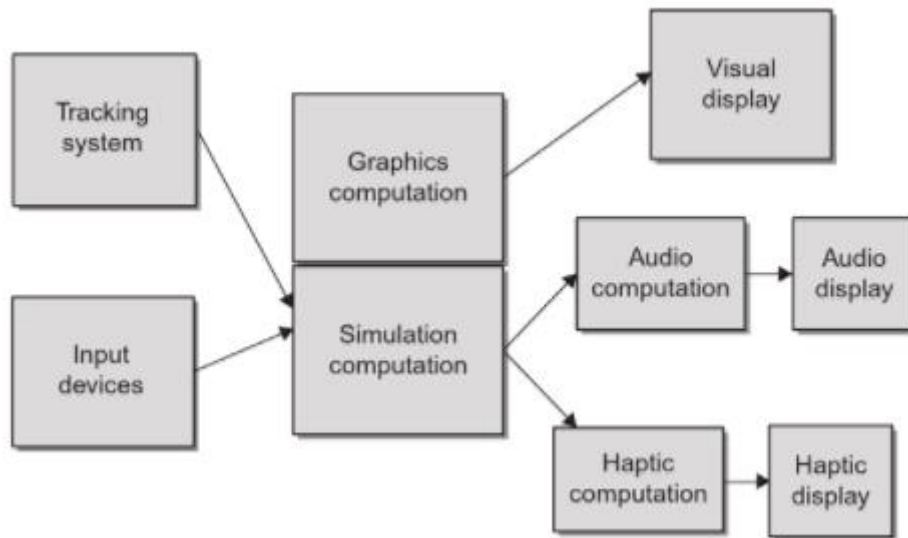 Tracking
system
Graphics
computation
Visual
display
Input
devices
Simulation
computation
Audio
computation
Audio
display
Haptic
computation
Haptic
display